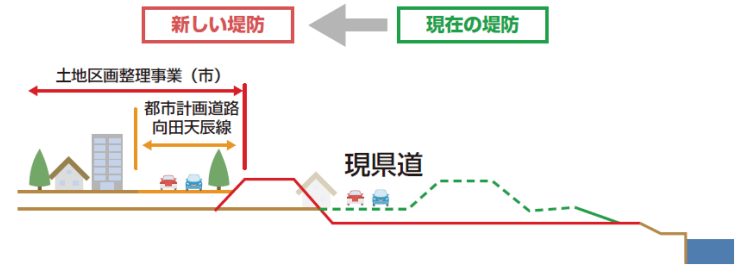 新しい堤防
現在の堤防
土地区画整理事業（市）
都市計画道路
向田天辰線
現県道